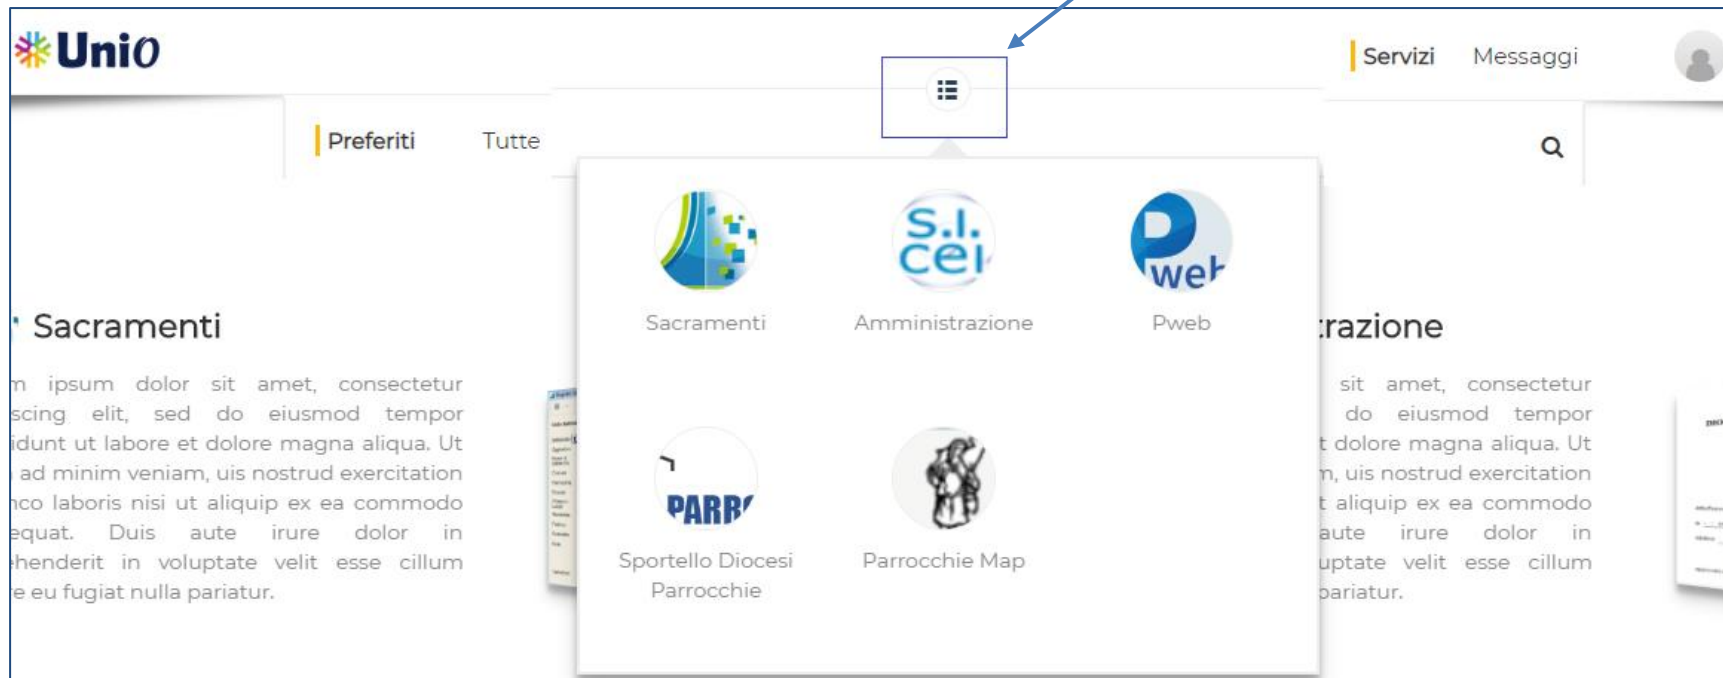 Unio
Servizi Messaggi
Preferiti Tutte
S.I.
cei
Pweb
Sacramenti Amministrazione Pweb
PARR
Sportello Diocesi
Parrocchie
Parrocchie Map
Sacramenti
ipsum dolor sit amet, consectetur
scing elit, sed do eiusmod tempor
idunt ut labore et dolore magna aliqua. Ut
ad minim veniam, uis nostrud exercitation
nco laboris nisi ut aliquip ex ea commodo
equat. Duis aute irure dolor in
ehenderit in voluptate velit esse cillum
e eu fugiat nulla pariatur.
trazione
sit amet, consectetur
do eiusmod tempor
t dolore magna aliqua. Ut
n, uis nostrud exercitation
t aliquip ex ea commodo
aute irure dolor in
uptate velit esse cillum
pariatur.